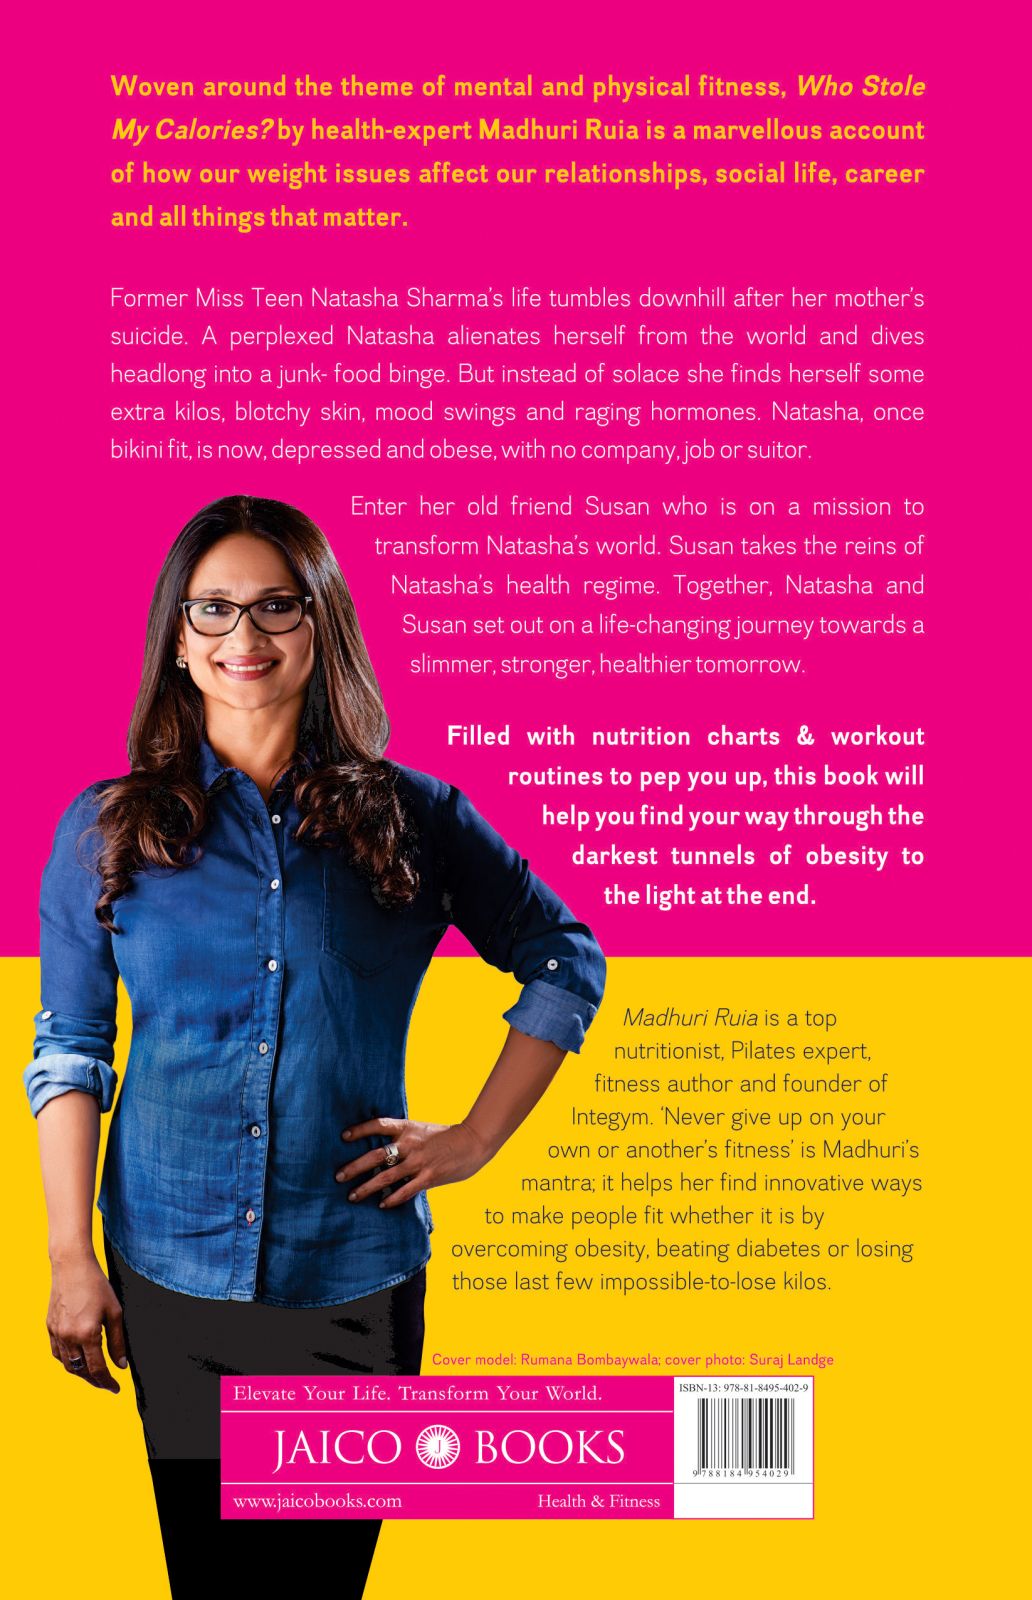 Woven around the theme of mental and physical fitness, Who Stole
My Calories? by health-expert Madhuri Ruia is a marvellous account
of how our weight issues affect our relationships, social life, career
and all things that matter.
Former Miss Teen Natasha Sharma's life tumbles downhill after her mother's
suicide. A perplexed Natasha alienates herself from the world and dives
headlong into a junk- food binge. But instead of solace she finds herself some
extra kilos, blotchy skin, mood swings and raging hormones. Natasha, once
bikini fit, is now, depressed and obese, with no company, job or suitor.
Enter her old friend Susan who is on a mission to
transform Natasha's world. Susan takes the reins of
Natasha's health regime. Together, Natasha and
Susan set out on a life-changing journey towards a
slimmer, stronger, healthier tomorrow.
Filled with nutrition charts & workout
routines to pep you up, this book will
help you find your way through the
darkest tunnels of obesity to
the light at the end.
Madhuri Ruia is a top
nutritionist, Pilates expert,
fitness author and founder of
Integym. 'Never give up on your
own or another's fitness' is Madhuri's
mantra; it helps her find innovative ways
to make people fit whether it is by
overcoming obesity, beating diabetes or losing
those last few impossible-to-lose kilos.
Cover model: Rumana Bombaywala; cover photo: Suraj Landge
Elevate Your Life. Transform Your World.
JAICO J BOOKS
www.jaicobooks.com
Health & Fitness
ISBN-13: 978-81-8495-402-9
9 788184 954029